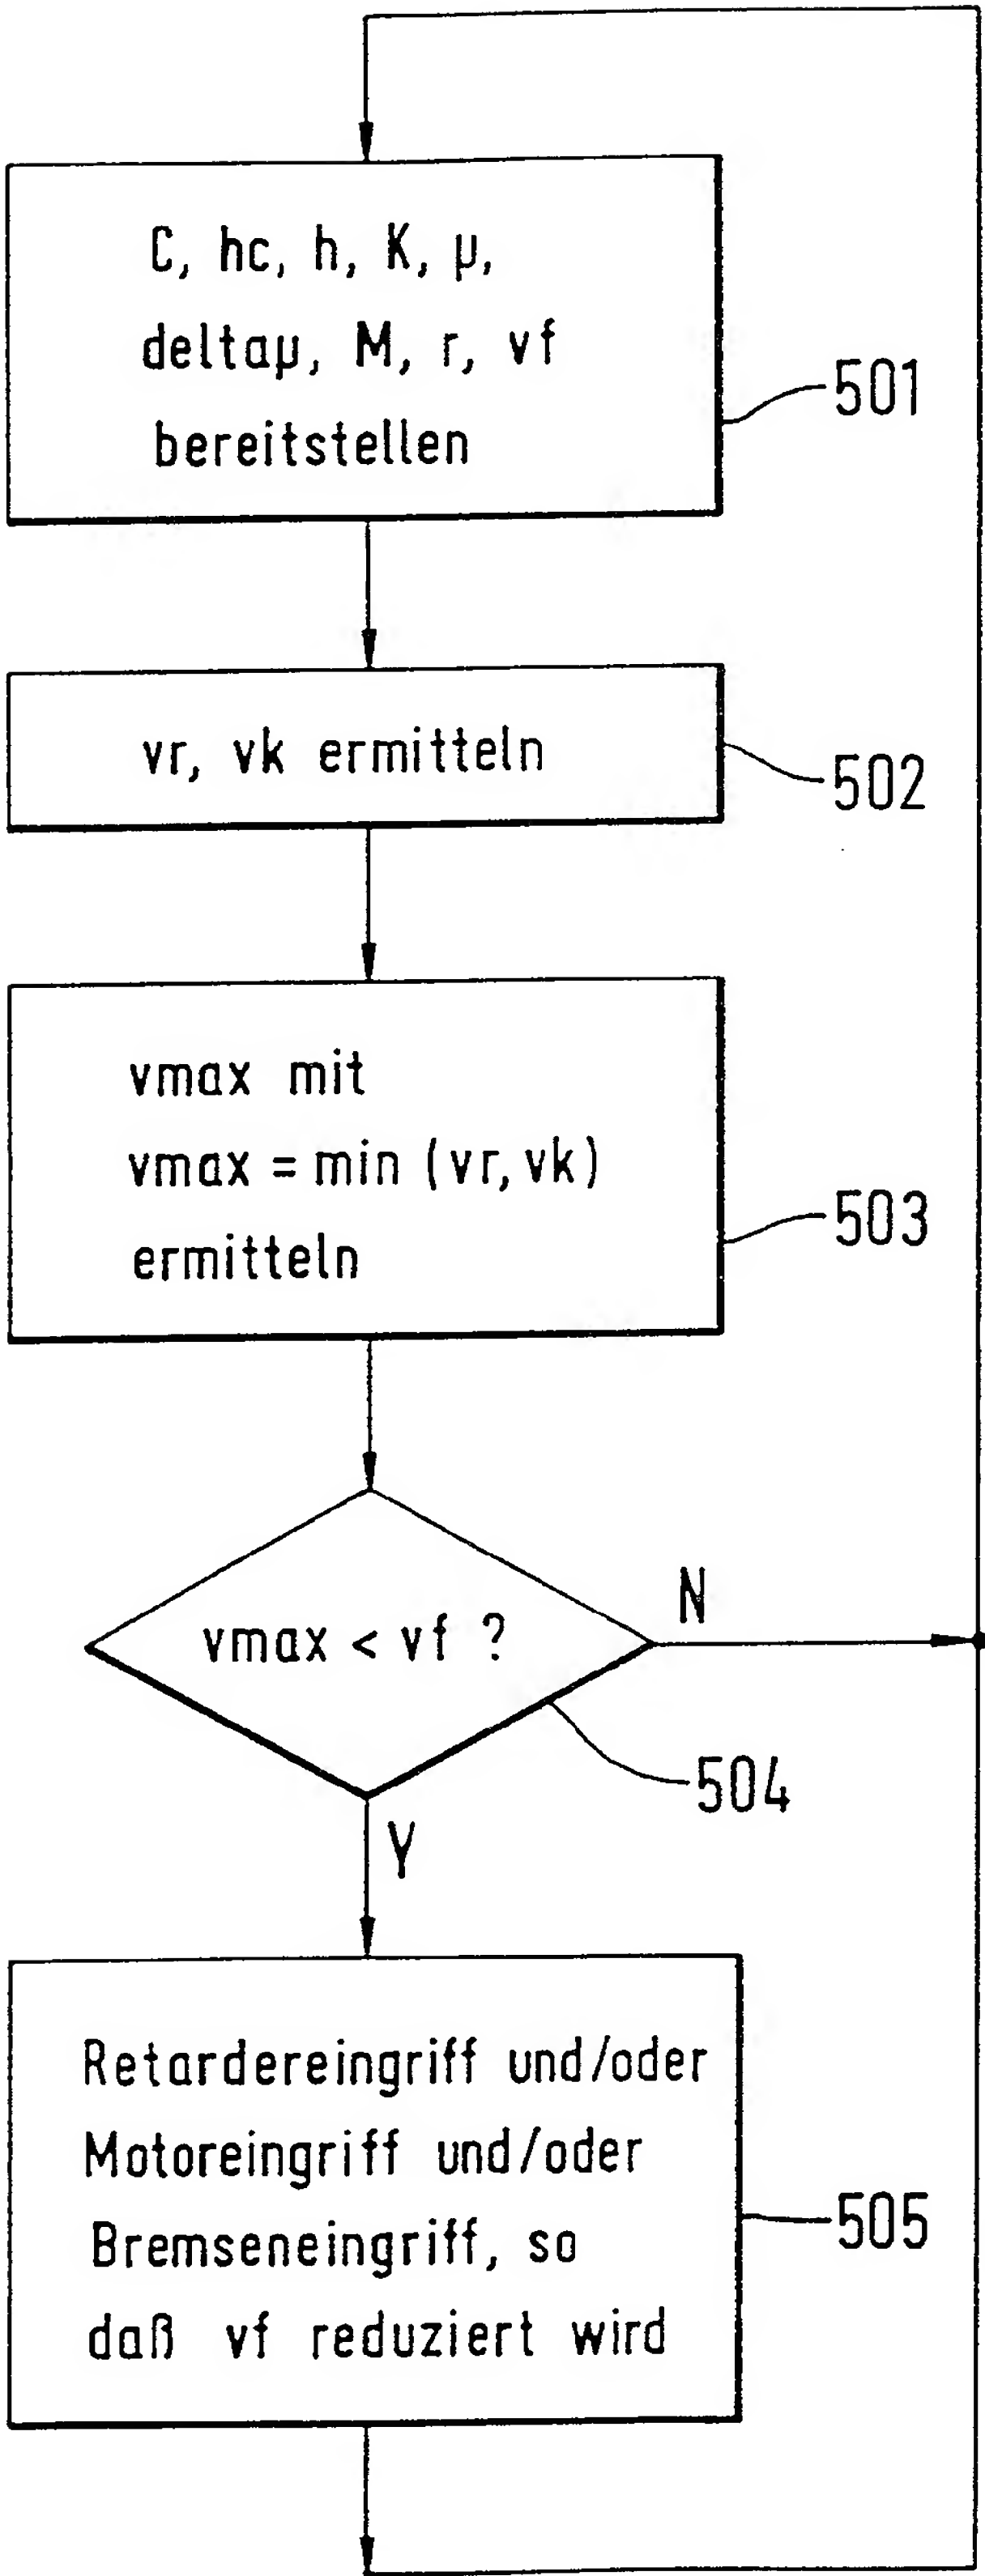 C, hc, h, K, µ,
deltaµ, M, r, vf
bereitstellen
501
vr, vk ermitteln
502
vmax mit
vmax = min (vr, vk)
ermitteln
503
vmax < vf ?
N
504
Y
Retardereingriff und/oder
Motoreingriff und/oder
Bremseneingriff, so
daß vf reduziert wird
505